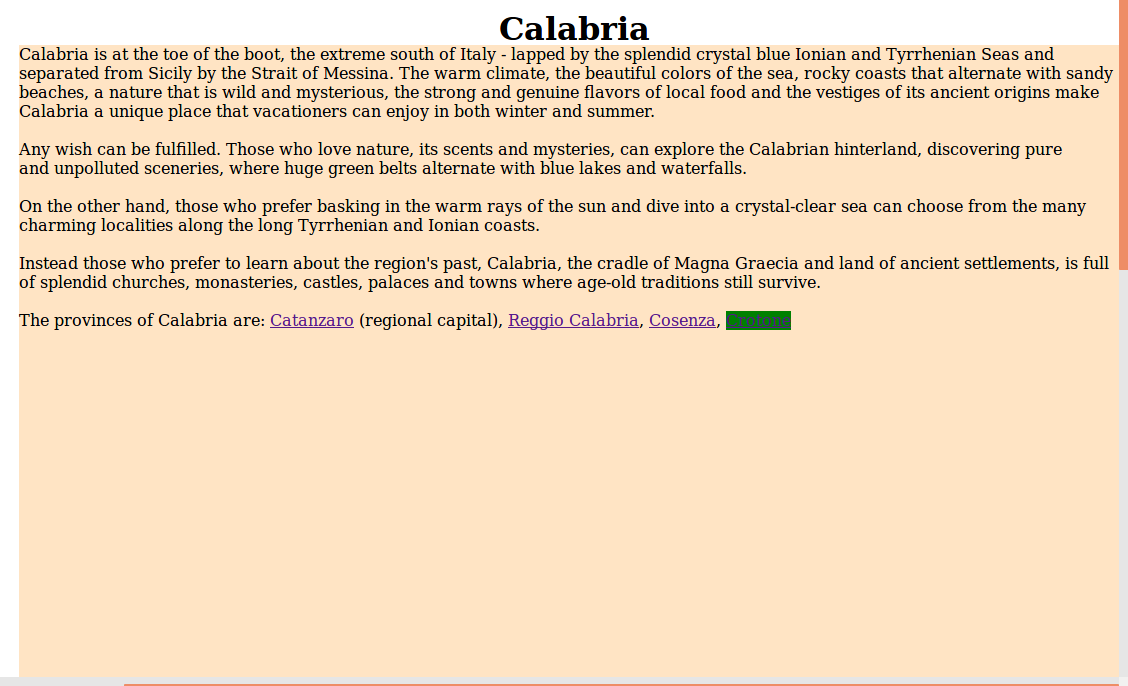 Calabria
Calabria is at the toe of the boot, the extreme south of Italy - lapped by the splendid crystal blue Ionian and Tyrrhenian Seas and
separated from Sicily by the Strait of Messina. The warm climate, the beautiful colors of the sea, rocky coasts that alternate with sandy
beaches, a nature that is wild and mysterious, the strong and genuine flavors of local food and the vestiges of its ancient origins make
Calabria a unique place that vacationers can enjoy in both winter and summer.
Any wish can be fulfilled. Those who love nature, its scents and mysteries, can explore the Calabrian hinterland, discovering pure
and unpolluted sceneries, where huge green belts alternate with blue lakes and waterfalls.
On the other hand, those who prefer basking in the warm rays of the sun and dive into a crystal-clear sea can choose from the many
charming localities along the long Tyrrhenian and Ionian coasts.
Instead those who prefer to learn about the region's past, Calabria, the cradle of Magna Graecia and land of ancient settlements, is full
of splendid churches, monasteries, castles, palaces and towns where age-old traditions still survive.
The provinces of Calabria are: Catanzaro (regional capital), Reggio Calabria, Cosenza, Crotone